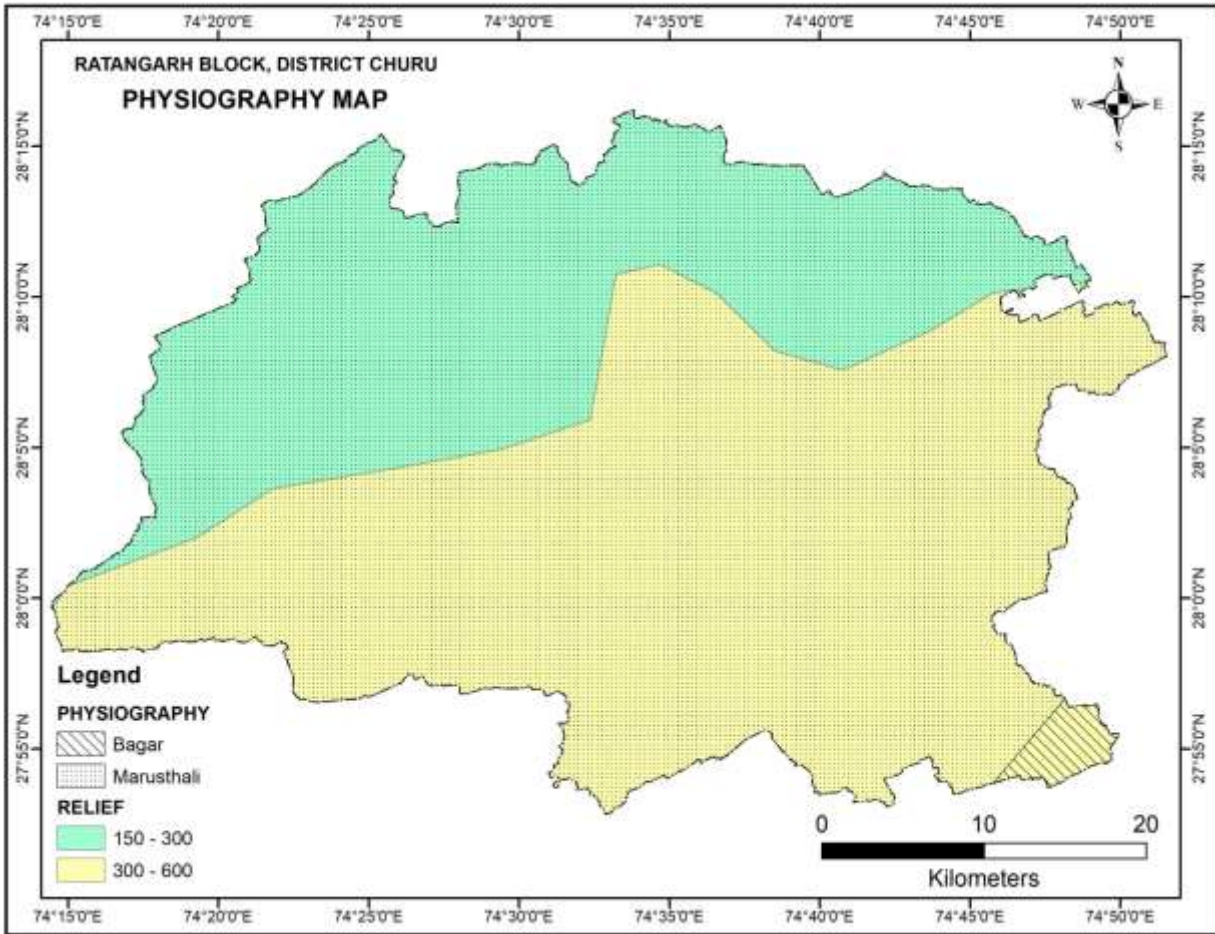 74°15'0"E 74°20'0"E 74°25'0"E 74°30'0"E 74°35'0"E 74°40'0"E 74°45'0"E 74°50'0"E
RATANGARH BLOCK, DISTRICT CHURU
PHYSIOGRAPHY MAP
N
W E
S
28°15'0"N 28°15'0"N
28°10'0"N 28°10'0"N
28°5'0"N 28°5'0"N
28°0'0"N 28°0'0"N
27°55'0"N 27°55'0"N
Legend
PHYSIOGRAPHY
Bagar
Marusthali
RELIEF
150 - 300
300 - 600
0 10 20
Kilometers
74°15'0"E 74°20'0"E 74°25'0"E 74°30'0"E 74°35'0"E 74°40'0"E 74°45'0"E 74°50'0"E